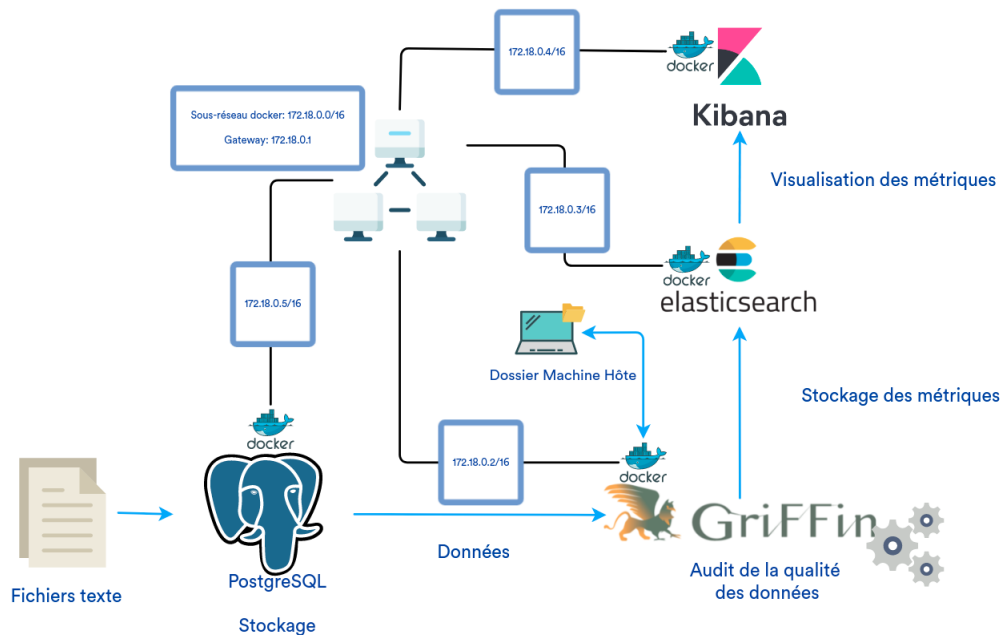 172.18.0.4/16
docker
Kibana
Sous-réseau docker: 172.18.0.0/16
Gateway: 172.18.0.1
Visualisation des métriques
172.18.0.3/16
docker
elasticsearch
172.18.0.5/16
Dossier Machine Hôte
Stockage des métriques
docker
172.18.0.2/16
docker
GriFFin
PostgreSQL
Données
Audit de la qualité
des données
Fichiers texte
Stockage